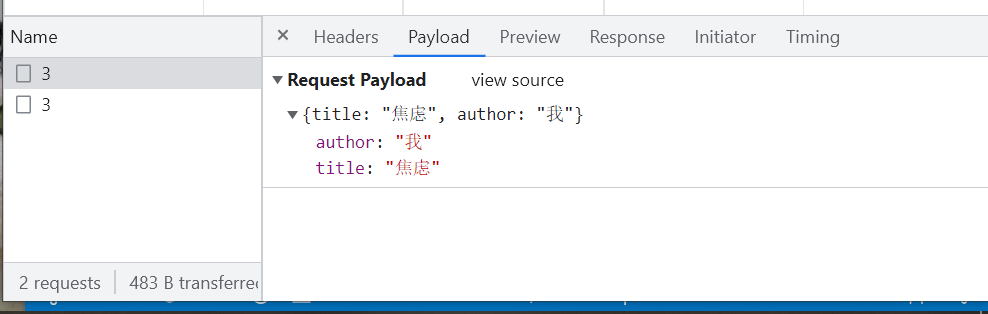 Name
Headers Payload Preview Response Initiator Timing
3
3
Request Payload view source
{title: "焦虑", author: "我"}
author: "我"
title: "焦虑"
2 requests 483 B transferre